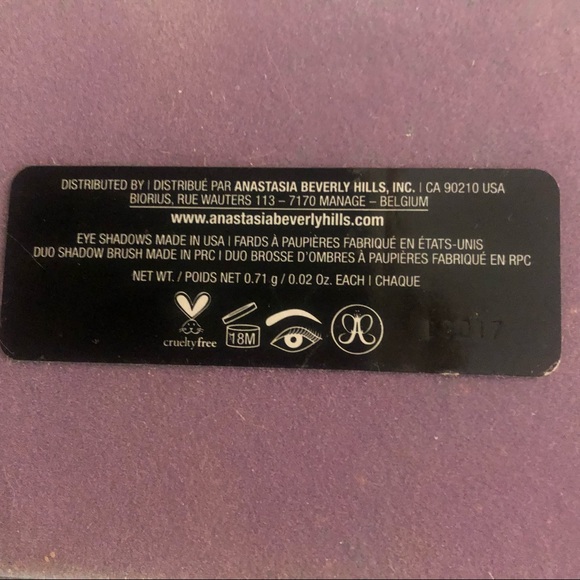 DISTRIBUTED BY | DISTRIBUÉ PAR ANASTASIA BEVERLY HILLS, INC. | CA 90210 USA
BIORIUS, RUE WAUTERS 113 – 7170 MANAGE – BELGIUM
www.anastasiabeverlyhills.com
EYE SHADOWS MADE IN USA | FARDS À PAUPIÈRES FABRIQUÉ EN ÉTATS-UNIS
DUO SHADOW BRUSH MADE IN PRC | DUO BROSSE D'OMBRES À PAUPIÈRES FABRIQUÉ EN RPC
NET WT. / POIDS NET 0.71 g / 0.02 Oz. EACH | CHAQUE
crueltyfree
18M